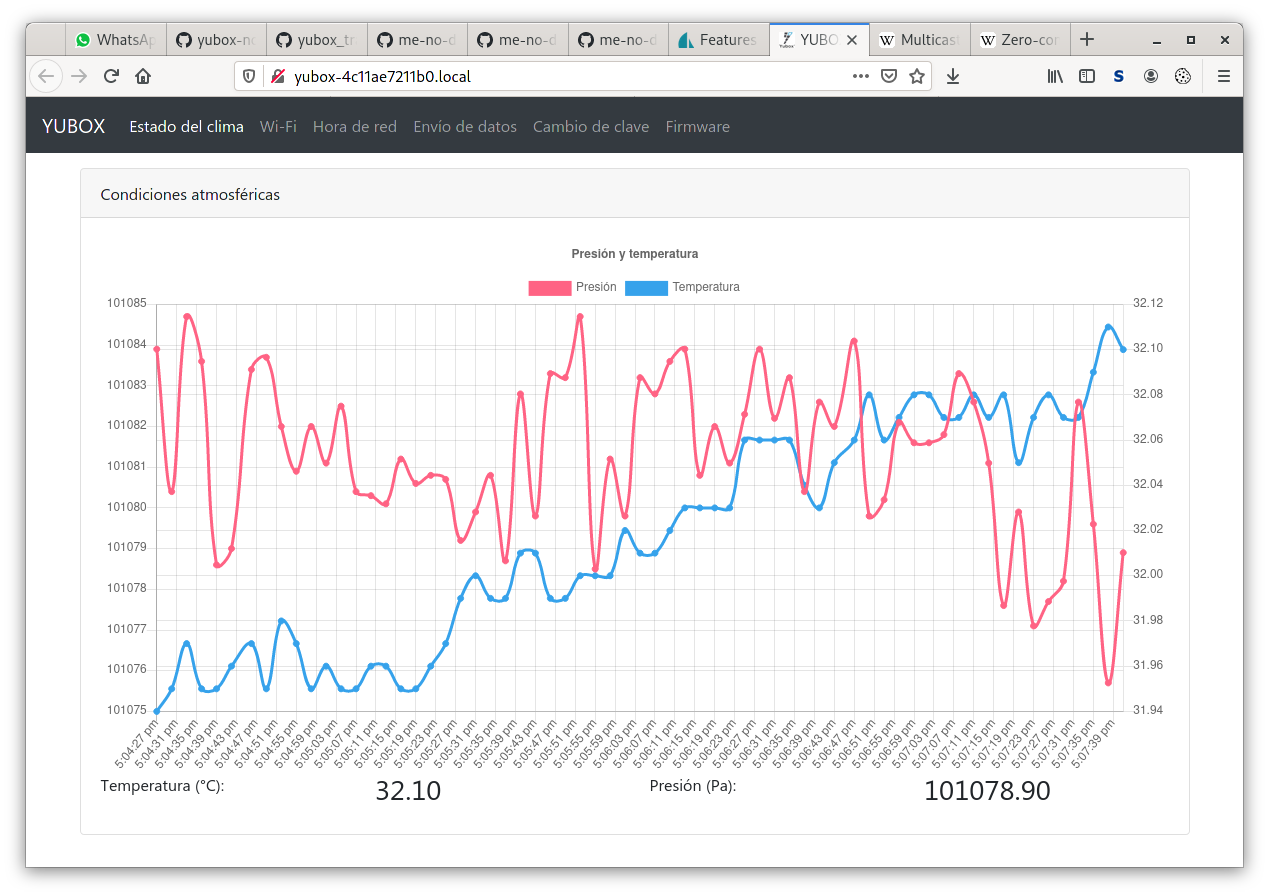 WhatsAp yubox-no yubox_tr me-no-d me-no-d me-no-d Features YUBO Multicast Zero-con
yubox-4c11ae7211b0.local
YUBOX Estado del clima Wi-Fi Hora de red Envío de datos Cambio de clave Firmware
Condiciones atmosféricas
Presión y temperatura
Presión Temperatura
101085 32.12
101084 32.10
101083 32.08
101082 32.06
101081 32.04
101080 32.02
101079 32.00
101078 31.98
101077 31.96
101076 31.94
101075
5:04:27 pm 5:04:31 pm 5:04:35 pm 5:04:39 pm 5:04:43 pm 5:04:47 pm 5:04:51 pm 5:04:55 pm 5:04:59 pm 5:05:03 pm 5:05:07 pm 5:05:11 pm 5:05:15 pm 5:05:19 pm 5:05:23 pm 5:05:27 pm 5:05:31 pm 5:05:35 pm 5:05:39 pm 5:05:43 pm 5:05:47 pm 5:05:51 pm 5:05:55 pm 5:05:59 pm 5:06:03 pm 5:06:07 pm 5:06:11 pm 5:06:15 pm 5:06:19 pm 5:06:23 pm 5:06:27 pm 5:06:31 pm 5:06:35 pm 5:06:39 pm 5:06:43 pm 5:06:47 pm 5:06:51 pm 5:06:55 pm 5:06:59 pm 5:07:03 pm 5:07:07 pm 5:07:11 pm 5:07:15 pm 5:07:19 pm 5:07:23 pm 5:07:27 pm 5:07:31 pm 5:07:35 pm 5:07:39 pm
Temperatura (°C): 32.10 Presión (Pa): 101078.90